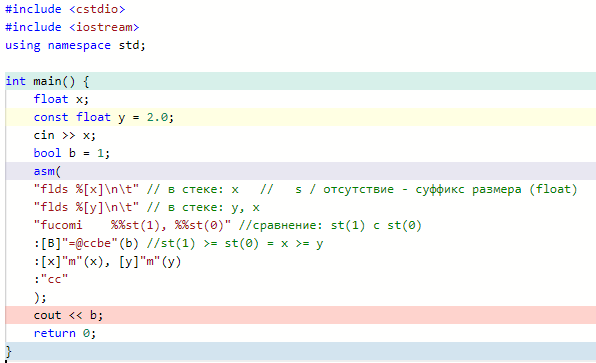 #include <cstdio>
#include <iostream>
using namespace std;
int main() {
float x;
const float y = 2.0;
cin >> x;
bool b = 1;
asm(
"flds %[x]\n\t" // в стеке: x // s / отсутствие - суффикс размера (float)
"flds %[y]\n\t" // в стеке: y, x
"fucomi %%st(1), %%st(0)" //сравнение: st(1) с st(0)
:[B]"=@ccbe"(b) //st(1) >= st(0) = x >= y
:[x]"m"(x), [y]"m"(y)
:"cc"
);
cout << b;
return 0;
}